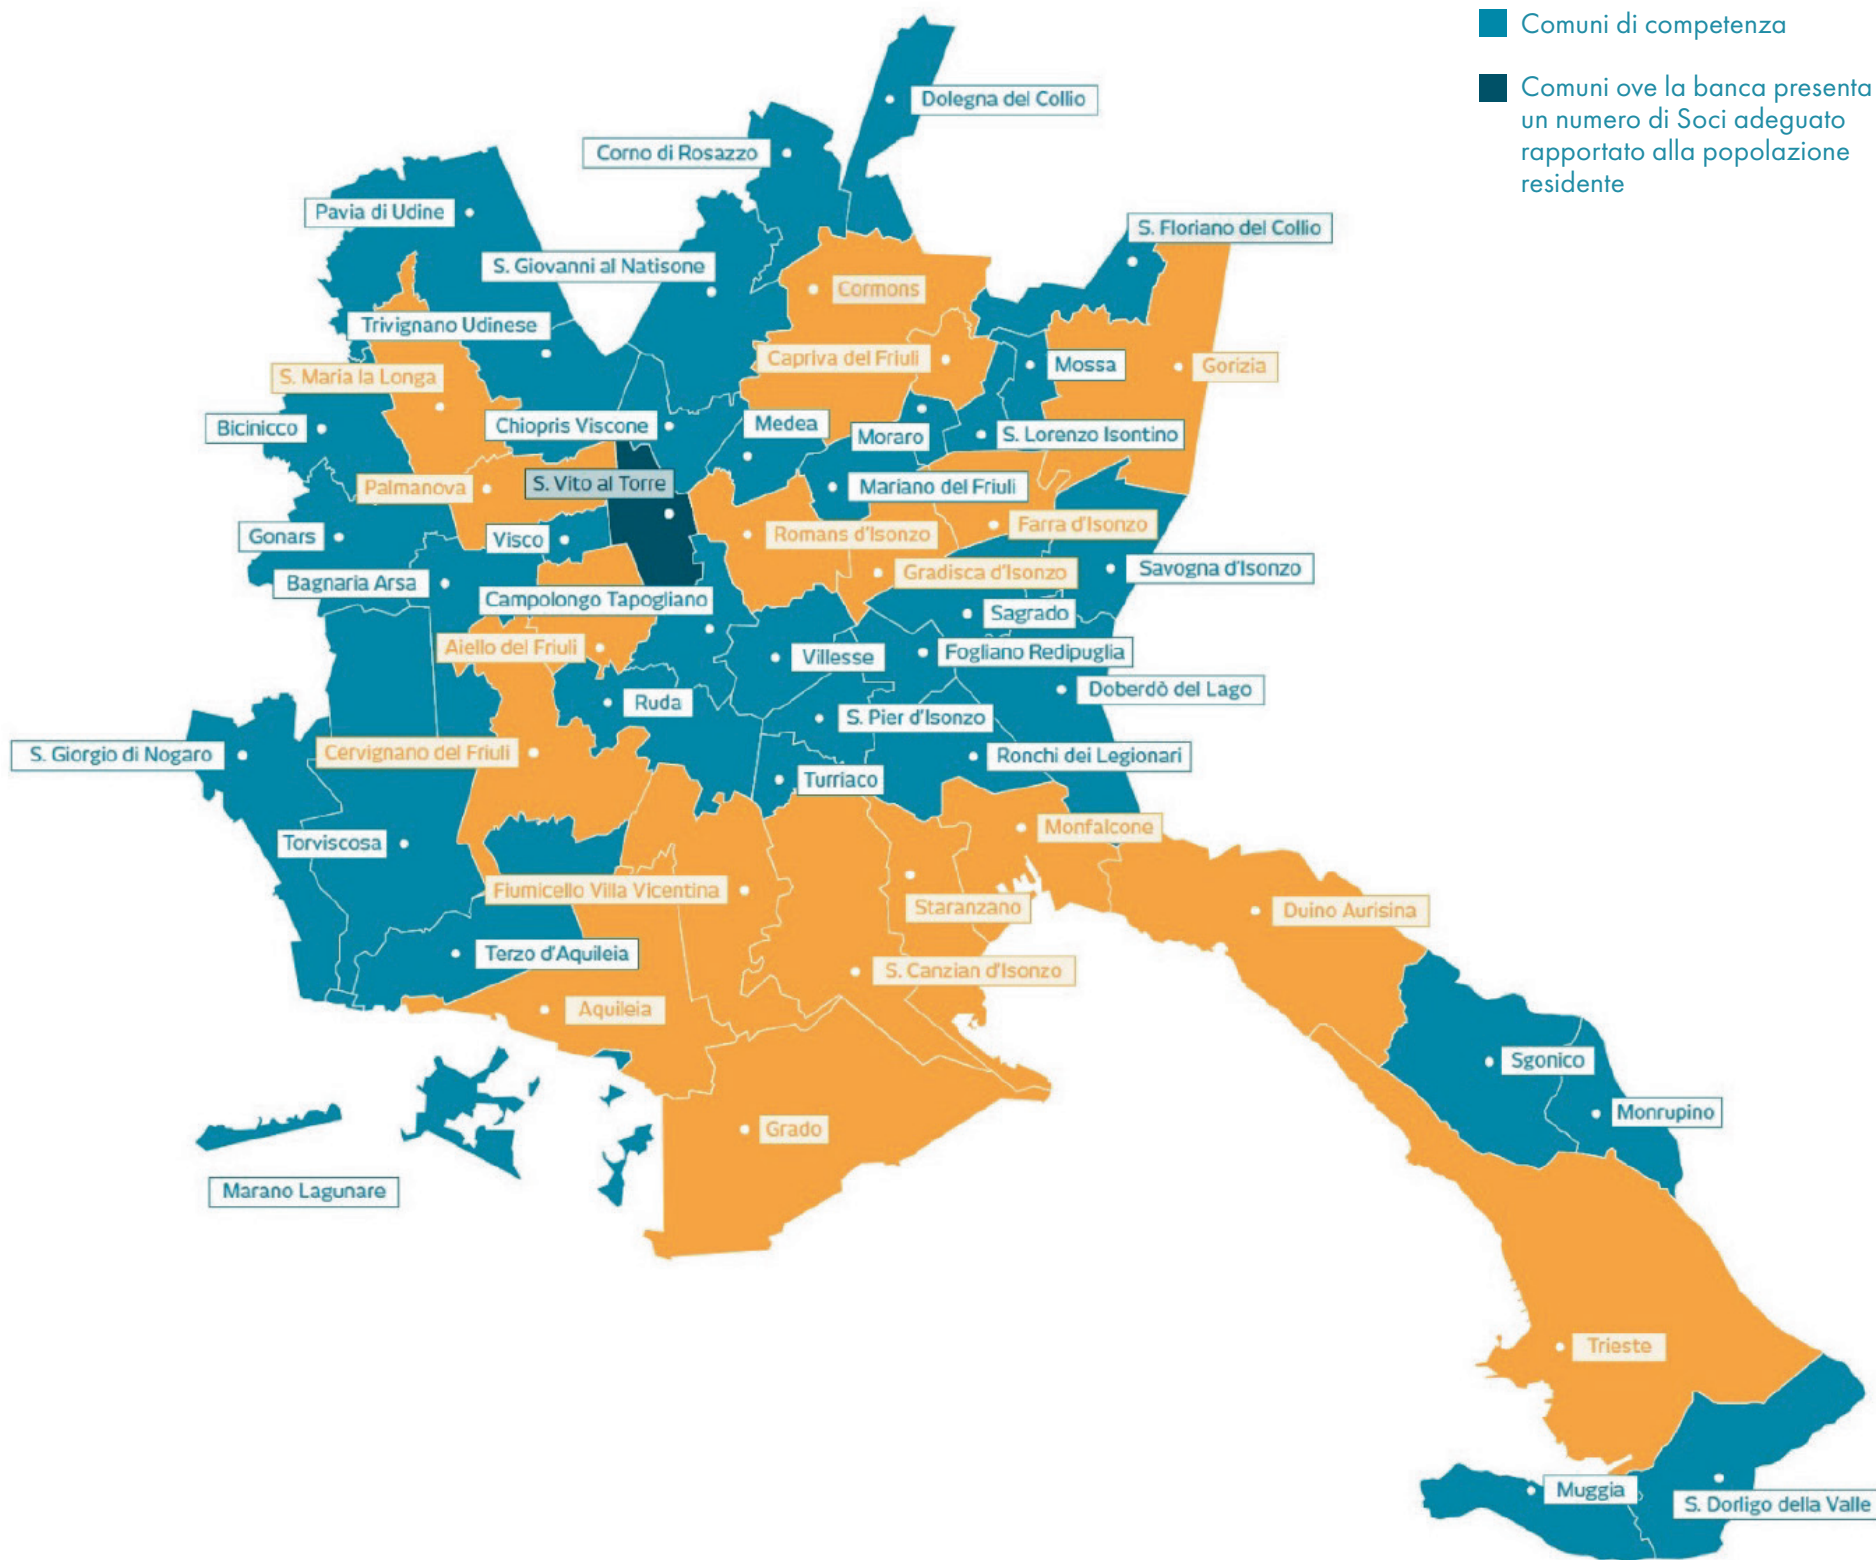 Comuni di competenza
Comuni ove la banca presenta
un numero di Soci adeguato
rapportato alla popolazione
residente
Dolegna del Collio
Corno di Rosazzo
Pavia di Udine
S. Floriano del Collio
S. Giovanni al Natisone
Cormons
Trivignano Udinese
Capriva del Friuli
Mossa
Gorizia
S. Maria la Longa
Bicinicco
Chiopris Viscone
Medea
Moraro
S. Lorenzo Isontino
Palmanova
S. Vito al Torre
Mariano del Friuli
Gonars
Visco
Romans d'Isonzo
Farra d'Isonzo
Bagnaria Arsa
Gradisca d'Isonzo
Savogna d'Isonzo
Campolongo Tapogliano
Sagrado
Aiello del Friuli
Villesse
Fogliano Redipuglia
Ruda
Doberdò del Lago
S. Pier d'Isonzo
S. Giorgio di Nogaro
Cervignano del Friuli
Ronchi dei Legionari
Turriaco
Torviscosa
Monfalcone
Fiumicello Villa Vicentina
Staranzano
Duino Aurisina
Terzo d'Aquileia
S. Canzian d'Isonzo
Aquileia
Sgonico
Monrupino
Grado
Marano Lagunare
Trieste
Muggia
S. Dorligo della Valle